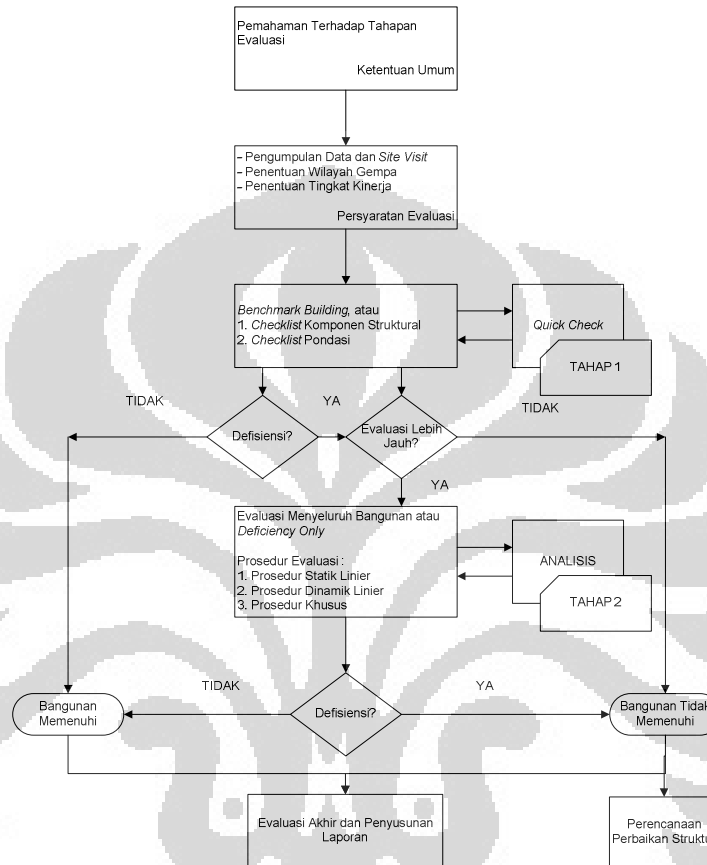 Pemahaman Terhadap Tahapan
Evaluasi
Ketentuan Umum
- Pengumpulan Data dan Site Visit
- Penentuan Wilayah Gempa
- Penentuan Tingkat Kinerja
Persyaratan Evaluasi
Benchmark Building, atau
1. Checklist Komponen Struktural
2. Checklist Pondasi
Quick Check
TAHAP 1
TIDAK
YA
TIDAK
Defisiensi?
Evaluasi Lebih
Jauh?
YA
Evaluasi Menyeluruh Bangunan atau
Deficiency Only
Prosedur Evaluasi :
1. Prosedur Statik Linier
2. Prosedur Dinamik Linier
3. Prosedur Khusus
ANALISIS
TAHAP 2
TIDAK
YA
Bangunan
Memenuhi
Defisiensi?
Bangunan Tidak
Memenuhi
Evaluasi Akhir dan Penyusunan
Laporan
Perencanaan
Perbaikan Struktu